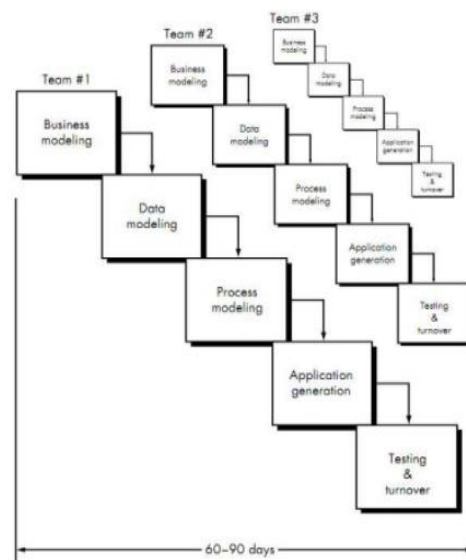 Team #1
Business
modeling
Data
modeling
Process
modeling
Application
generation
Testing
&
turnover
Team #2
Business
modeling
Data
modeling
Process
modeling
Application
generation
Testing
&
turnover
Team #3
Business
modeling
Data
modeling
Process
modeling
Application
generation
Testing
&
turnover
60–90 days